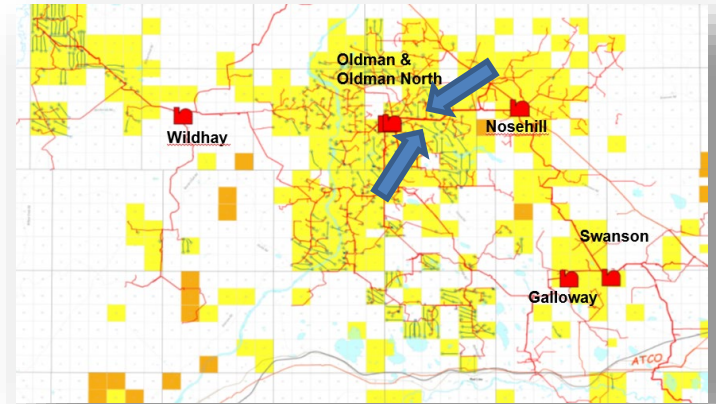 Oldman &
Oldman North
Wildhay
Nosehill
Swanson
Galloway
ATCO